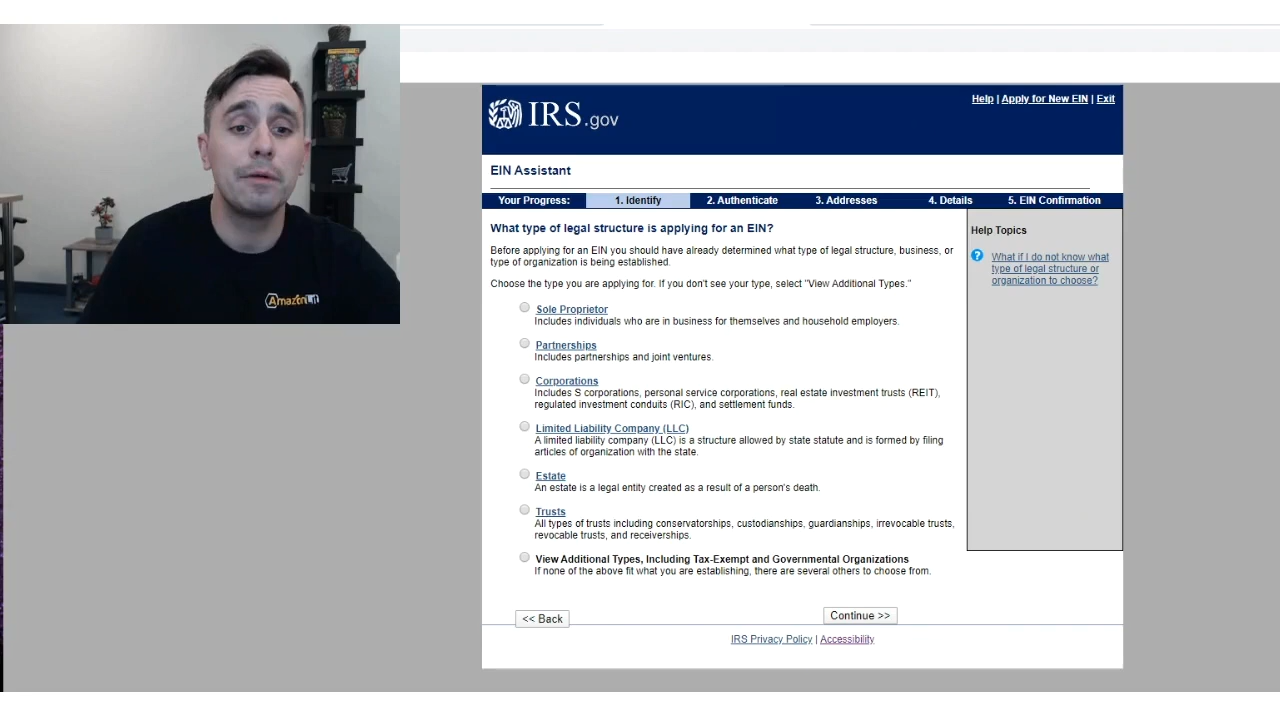 AmazonLit
IRS.gov
Help | Apply for New EIN | Exit
EIN Assistant
Your Progress: 1. Identify 2. Authenticate 3. Addresses 4. Details 5. EIN Confirmation
What type of legal structure is applying for an EIN?
Before applying for an EIN you should have already determined what type of legal structure, business, or
type of organization is being established.
Choose the type you are applying for. If you don't see your type, select "View Additional Types."
Sole Proprietor
Includes individuals who are in business for themselves and household employers.
Partnerships
Includes partnerships and joint ventures.
Corporations
Includes S corporations, personal service corporations, real estate investment trusts (REIT),
regulated investment conduits (RIC), and settlement funds.
Limited Liability Company (LLC)
A limited liability company (LLC) is a structure allowed by state statute and is formed by filing
articles of organization with the state.
Estate
An estate is a legal entity created as a result of a person's death.
Trusts
All types of trusts including conservatorships, custodianships, guardianships, irrevocable trusts,
revocable trusts, and receiverships.
View Additional Types, Including Tax-Exempt and Governmental Organizations
If none of the above fit what you are establishing, there are several others to choose from.
Help Topics
? What if I do not know what
type of legal structure or
organization to choose?
<< Back
Continue >>
IRS Privacy Policy | Accessibility